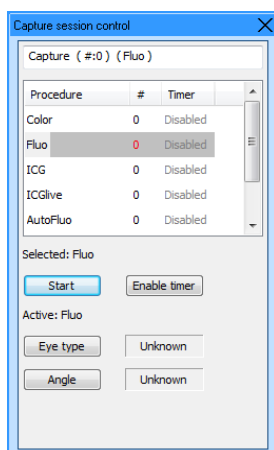 Capture session control
Capture (#:0) (Fluo)
Procedure # Timer
Color 0 Disabled
Fluo 0 Disabled
ICG 0 Disabled
ICGlive 0 Disabled
AutoFluo 0 Disabled
Selected: Fluo
Start Enable timer
Active: Fluo
Eye type Unknown
Angle Unknown